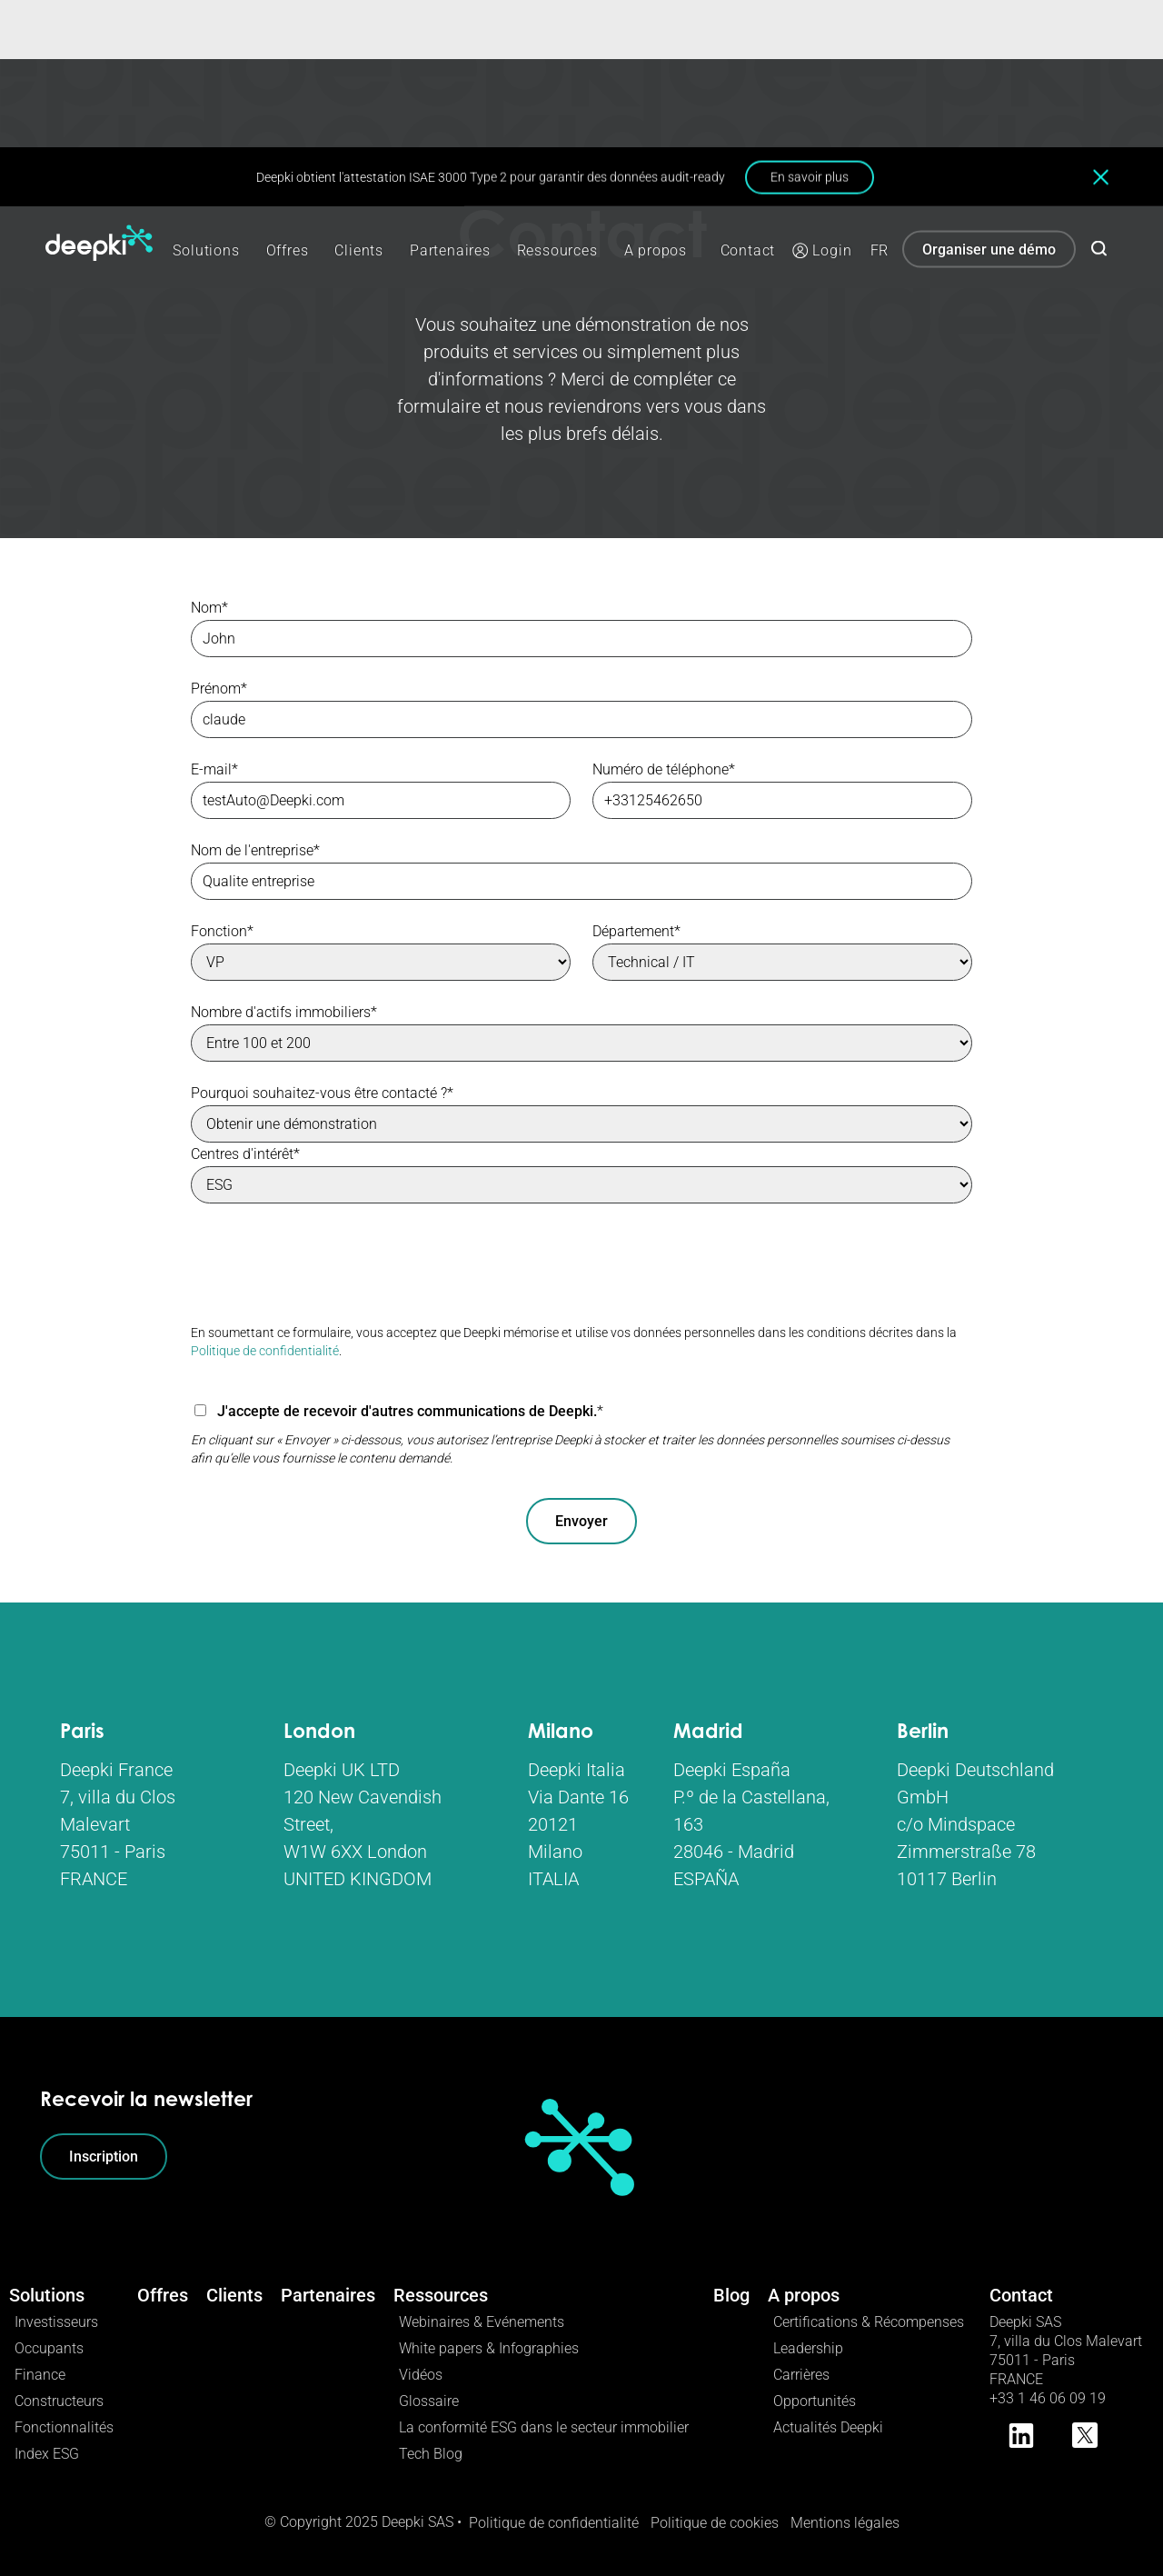 Deepki obtient l'attestation ISAE 3000 Type 2 pour garantir des données audit-ready
En savoir plus
Contact
deepki
Solutions
Offres
Clients
Partenaires
Ressources
A propos
Contact
Login
FR
Organiser une démo
Vous souhaitez une démonstration de nos
produits et services ou simplement plus
d'informations ? Merci de compléter ce
formulaire et nous reviendrons vers vous dans
les plus brefs délais.
Nom*
John
Prénom*
claude
E-mail*
Numéro de téléphone*
testAuto@Deepki.com
+33125462650
Nom de l'entreprise*
Qualite entreprise
Fonction*
Département*
VP
Technical / IT
Nombre d'actifs immobiliers*
Entre 100 et 200
Pourquoi souhaitez-vous être contacté ?*
Obtenir une démonstration
Centres d'intérêt*
ESG
En soumettant ce formulaire, vous acceptez que Deepki mémorise et utilise vos données personnelles dans les conditions décrites dans la
Politique de confidentialité.
J'accepte de recevoir d'autres communications de Deepki.*
En cliquant sur « Envoyer » ci-dessous, vous autorisez l'entreprise Deepki à stocker et traiter les données personnelles soumises ci-dessus
afin qu'elle vous fournisse le contenu demandé.
Envoyer
Paris
Deepki France
7, villa du Clos
Malevart
75011 - Paris
FRANCE
London
Deepki UK LTD
120 New Cavendish
Street,
W1W 6XX London
UNITED KINGDOM
Milano
Deepki Italia
Via Dante 16
20121
Milano
ITALIA
Madrid
Deepki España
P.º de la Castellana,
163
28046 - Madrid
ESPAÑA
Berlin
Deepki Deutschland
GmbH
c/o Mindspace
Zimmerstraße 78
10117 Berlin
Recevoir la newsletter
Inscription
Solutions
Investisseurs
Occupants
Finance
Constructeurs
Fonctionnalités
Index ESG
Offres
Clients
Partenaires
Ressources
Webinaires & Evénements
White papers & Infographies
Vidéos
Glossaire
La conformité ESG dans le secteur immobilier
Tech Blog
Blog
A propos
Certifications & Récompenses
Leadership
Carrières
Opportunités
Actualités Deepki
Contact
Deepki SAS
7, villa du Clos Malevart
75011 - Paris
FRANCE
+33 1 46 06 09 19
© Copyright 2025 Deepki SAS • Politique de confidentialité Politique de cookies Mentions légales